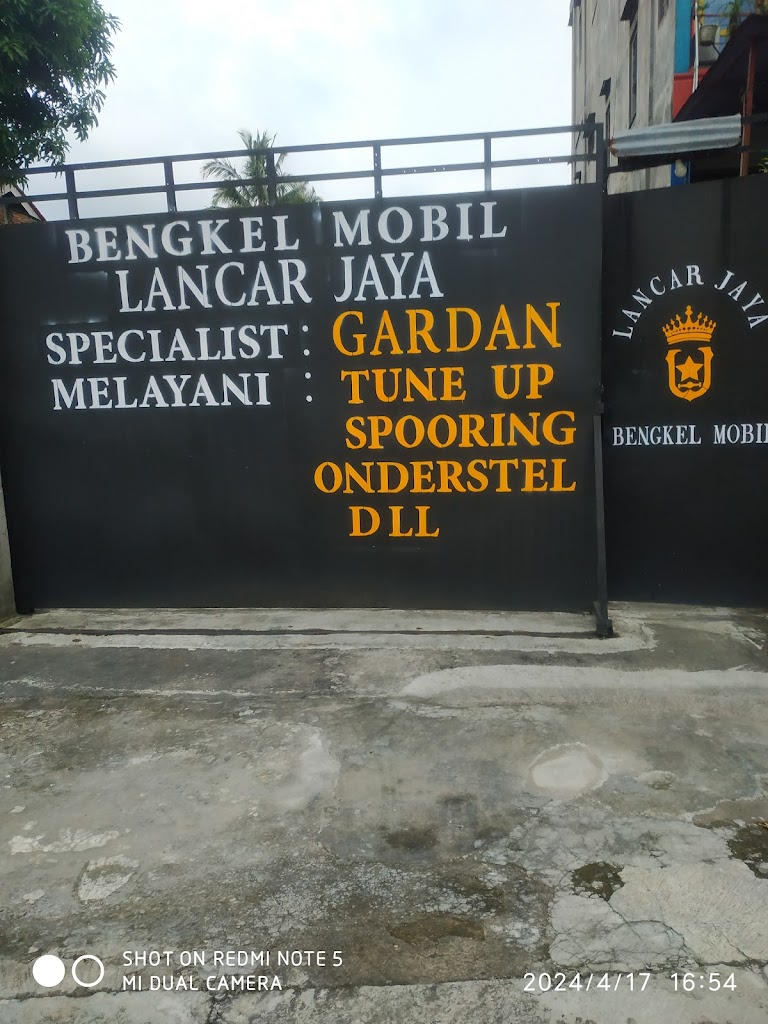 BENGKEL MOBIL
LANCAR JAYA
SPECIALIST : GARDAN
MELAYANI : TUNE UP
SPOORING
ONDERSTEL
DLL
LANCAR JAYA
BENGKEL MOBIL
SHOT ON REDMI NOTE 5
MI DUAL CAMERA
2024/4/17 16:54